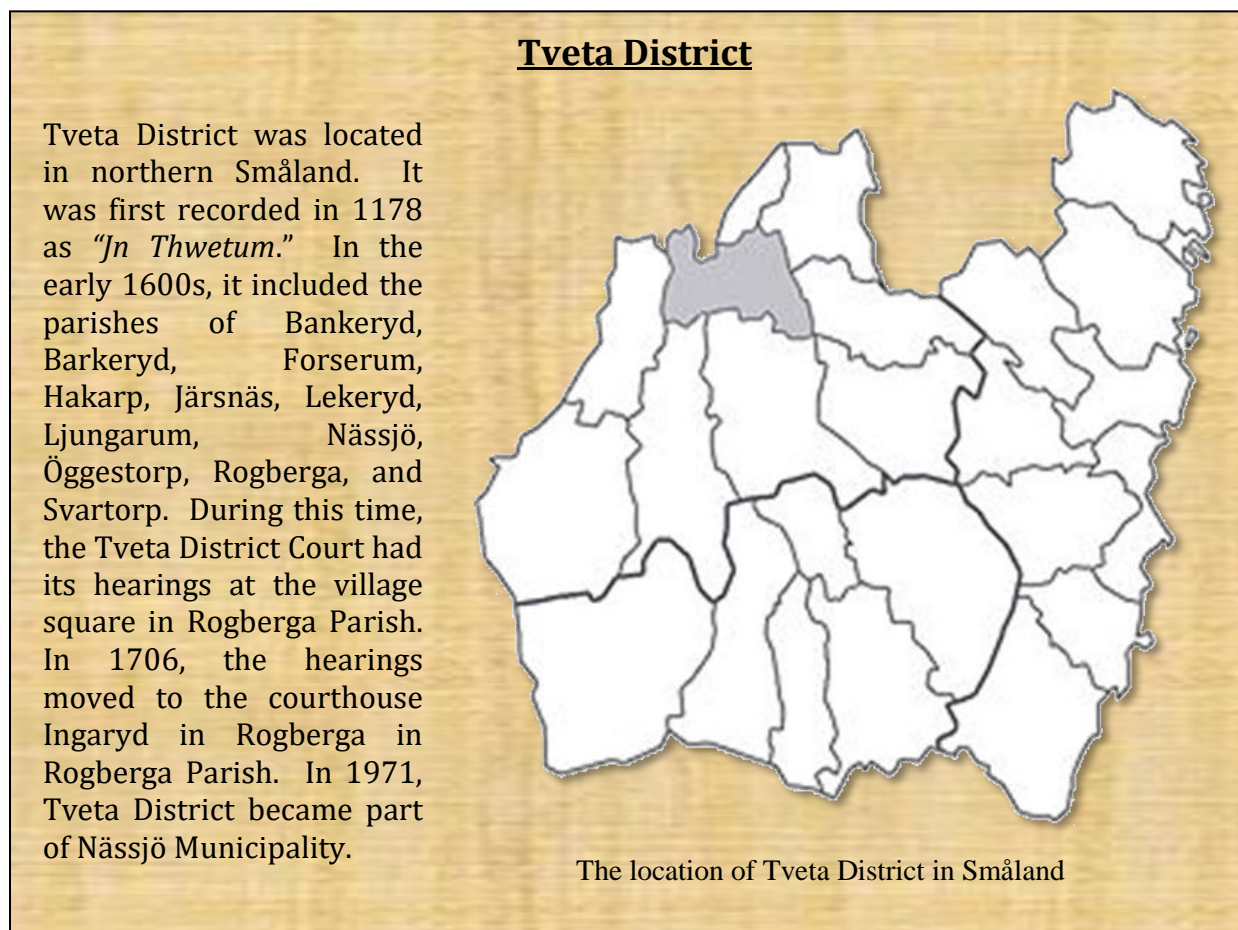 Tveta District
Tveta District was located
in northern Småland. It
was first recorded in 1178
as “Jn Thwetum.” In the
early 1600s, it included the
parishes of Bankeryd,
Barkeryd, Forserum,
Hakarp, Järsnäs, Lekeryd,
Ljungarum, Nässjö,
Öggestorp, Rogberga, and
Svartorp. During this time,
the Tveta District Court had
its hearings at the village
square in Rogberga Parish.
In 1706, the hearings
moved to the courthouse
Ingaryd in Rogberga in
Rogberga Parish. In 1971,
Tveta District became part
of Nässjö Municipality.
The location of Tveta District in Småland